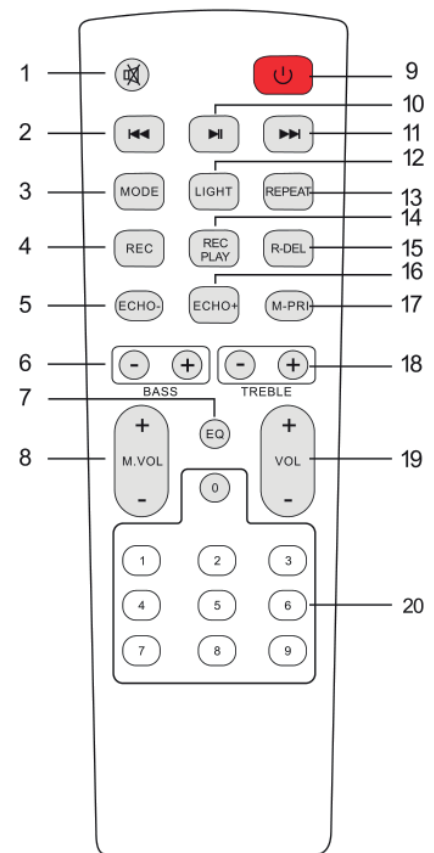 1 9
10
2 11
12
3 MODE LIGHT REPEAT 13
14
4 REC REC PLAY R-DEL 15
16
5 ECHO- ECHO+ M-PRI 17
6 - + - + 18
BASS TREBLE
7 EQ
+ +
8 M.VOL VOL 19
- -
0
1 2 3
4 5 6 20
7 8 9